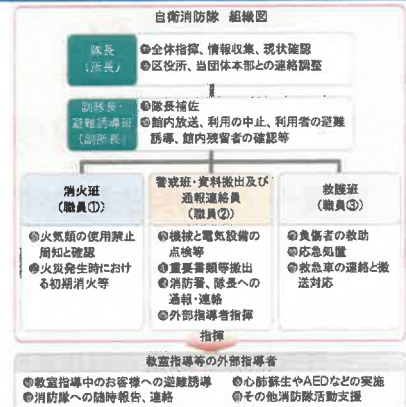 自衛消防隊 組織図
隊長
(所長)
全体指揮、情報収集、現状確認
区役所、当団体本部との連絡調整
副隊長・
避難誘導班
(副所長)
隊長補佐
館内放送、利用の中止、利用者の避難
誘導、館内残留者の確認等
消火班
(職員①)
火気類の使用禁止
周知と確認
火災発生時におけ
る初期消火等
警戒班・資料搬出及び
通報連絡員
(職員②)
機械と電気設備の
点検等
重要書類等搬出
消防署、隊長への
通報・連絡
外部指導者指揮
救護班
(職員③)
負傷者の救助
応急処置
救急車の連絡と搬
送対応
指揮
教室指導等の外部指導者
教室指導中のお客様への避難誘導
消防隊への随時報告、連絡
心肺蘇生やAEDなどの実施
その他消防隊活動支援